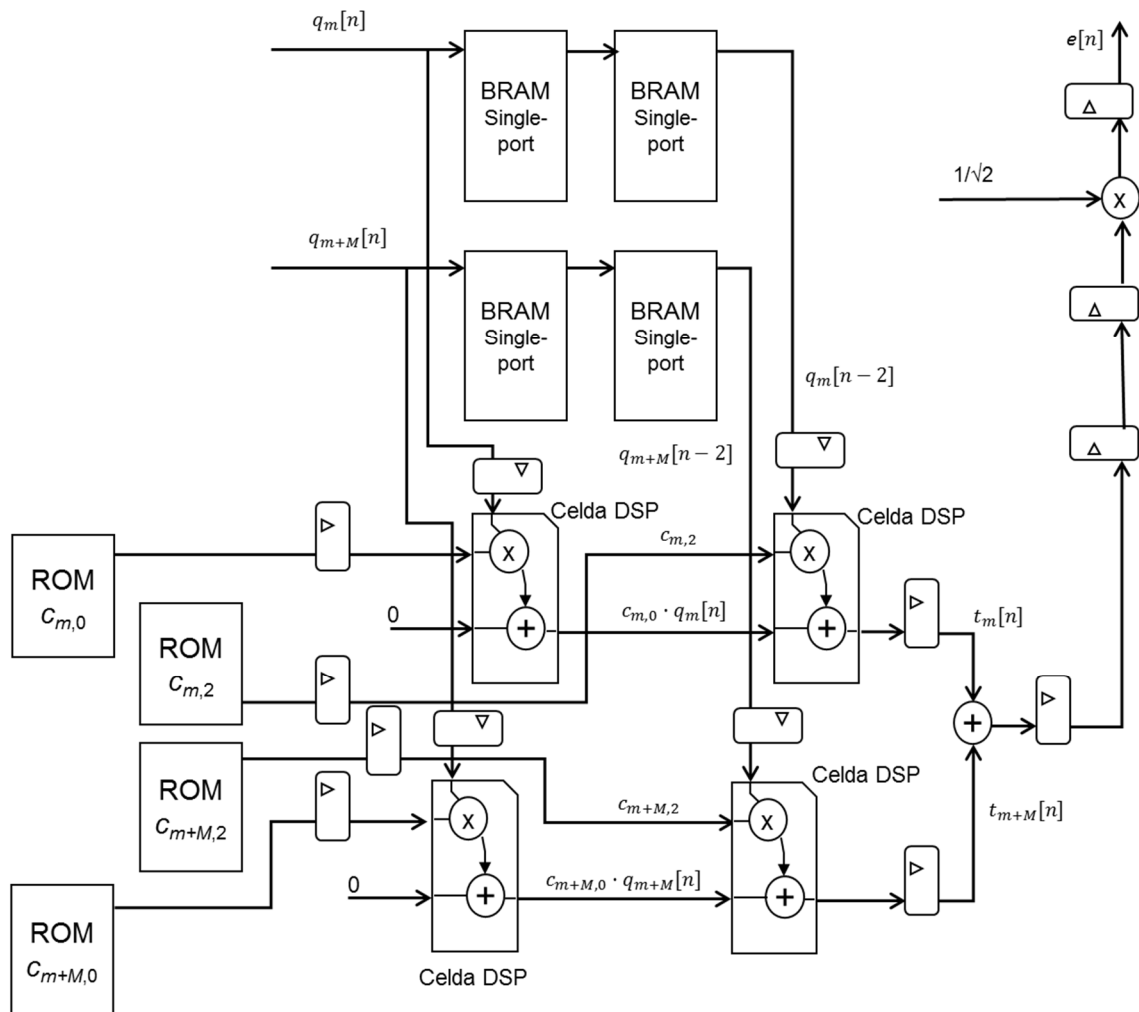 q_m[n]
BRAM
Single-
port
BRAM
Single-
port
e[n]
1/√2
x
q_{m+M}[n]
BRAM
Single-
port
BRAM
Single-
port
q_m[n − 2]
q_{m+M}[n − 2]
Celda DSP
Celda DSP
ROM
c_{m,0}
x
c_{m,2}
x
0
+
c_{m,0} · q_m[n]
+
t_m[n]
ROM
c_{m,2}
+
ROM
c_{m+M,2}
Celda DSP
x
c_{m+M,2}
x
t_{m+M}[n]
0
+
c_{m+M,0} · q_{m+M}[n]
+
ROM
c_{m+M,0}
Celda DSP